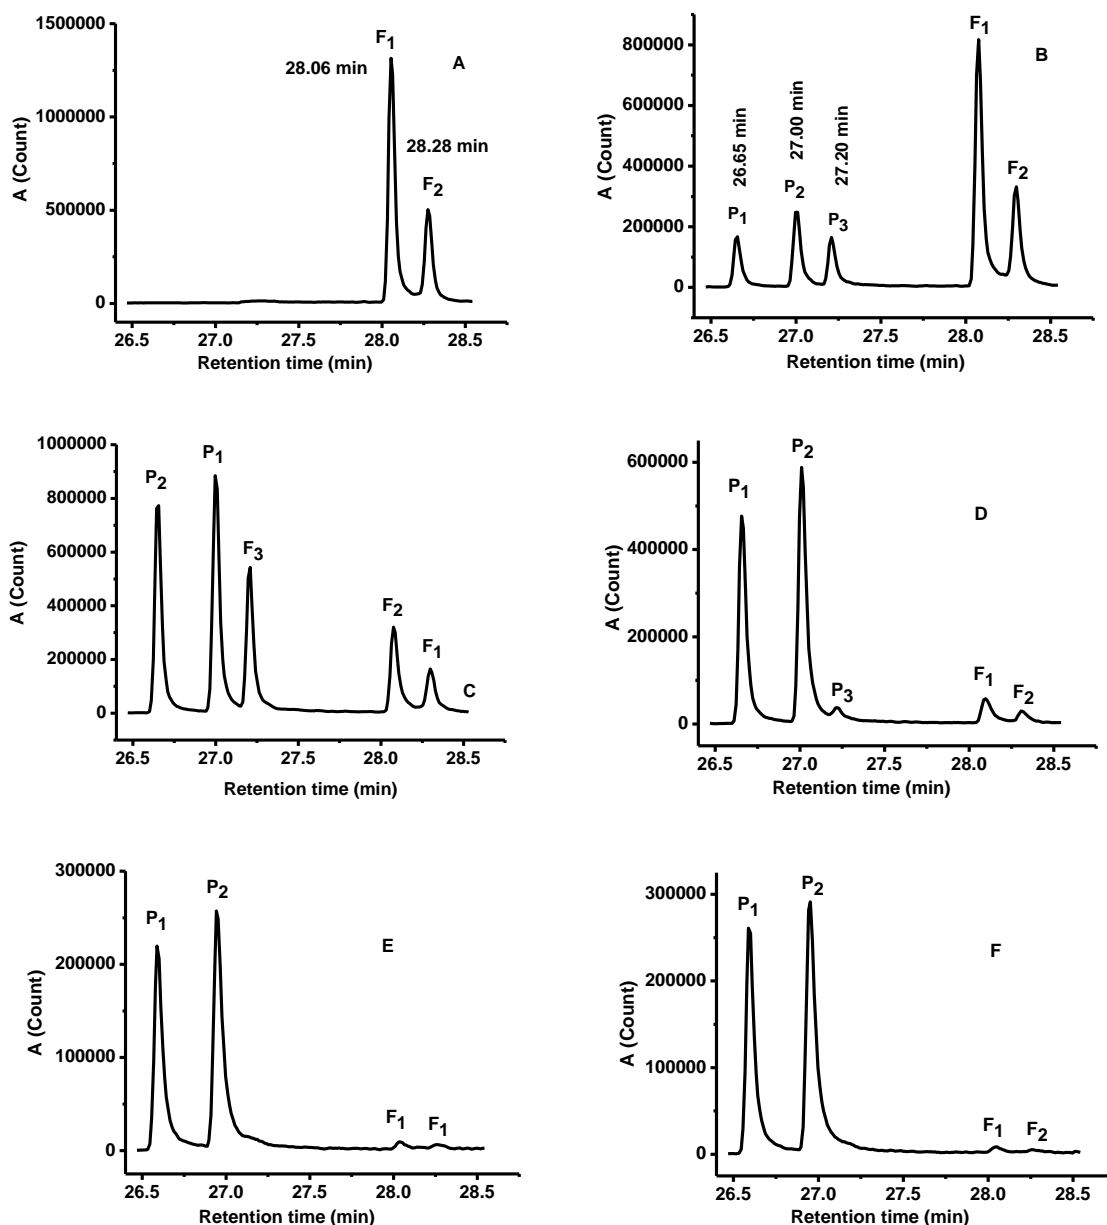 1500000
1000000
500000
0
A (Count)
F1
28.06 min
A
28.28 min
F2
26.5 27.0 27.5 28.0 28.5
Retention time (min)
800000
600000
400000
200000
0
A (Count)
F1
B
26.65 min
27.00 min
27.20 min
P1
P2
P3
F2
26.5 27.0 27.5 28.0 28.5
Retention time (min)
1000000
800000
600000
400000
200000
0
A (Count)
P2
P1
F3
F2
F1
C
26.5 27.0 27.5 28.0 28.5
Retention time (min)
600000
400000
200000
0
A (Count)
P1
P2
D
P3
F1
F2
26.5 27.0 27.5 28.0 28.5
Retention time (min)
300000
200000
100000
0
A (Count)
P1
P2
E
F1
F1
26.5 27.0 27.5 28.0 28.5
Retention time (min)
300000
200000
100000
0
A (Count)
P1
P2
F
F1
F2
26.5 27.0 27.5 28.0 28.5
Retention time (min)